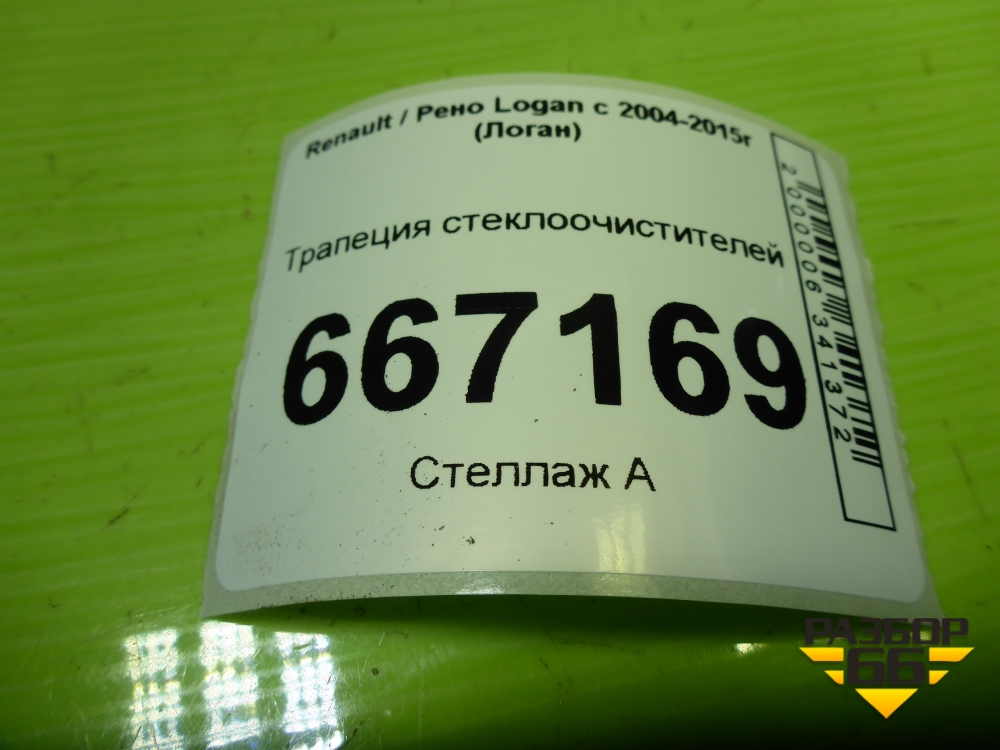 Renault / Рено Logan с 2004-2015г
(Логан)
Трапеция стеклоочистителей
667169
Стеллаж А
2000006341372
РАЗБОР
66